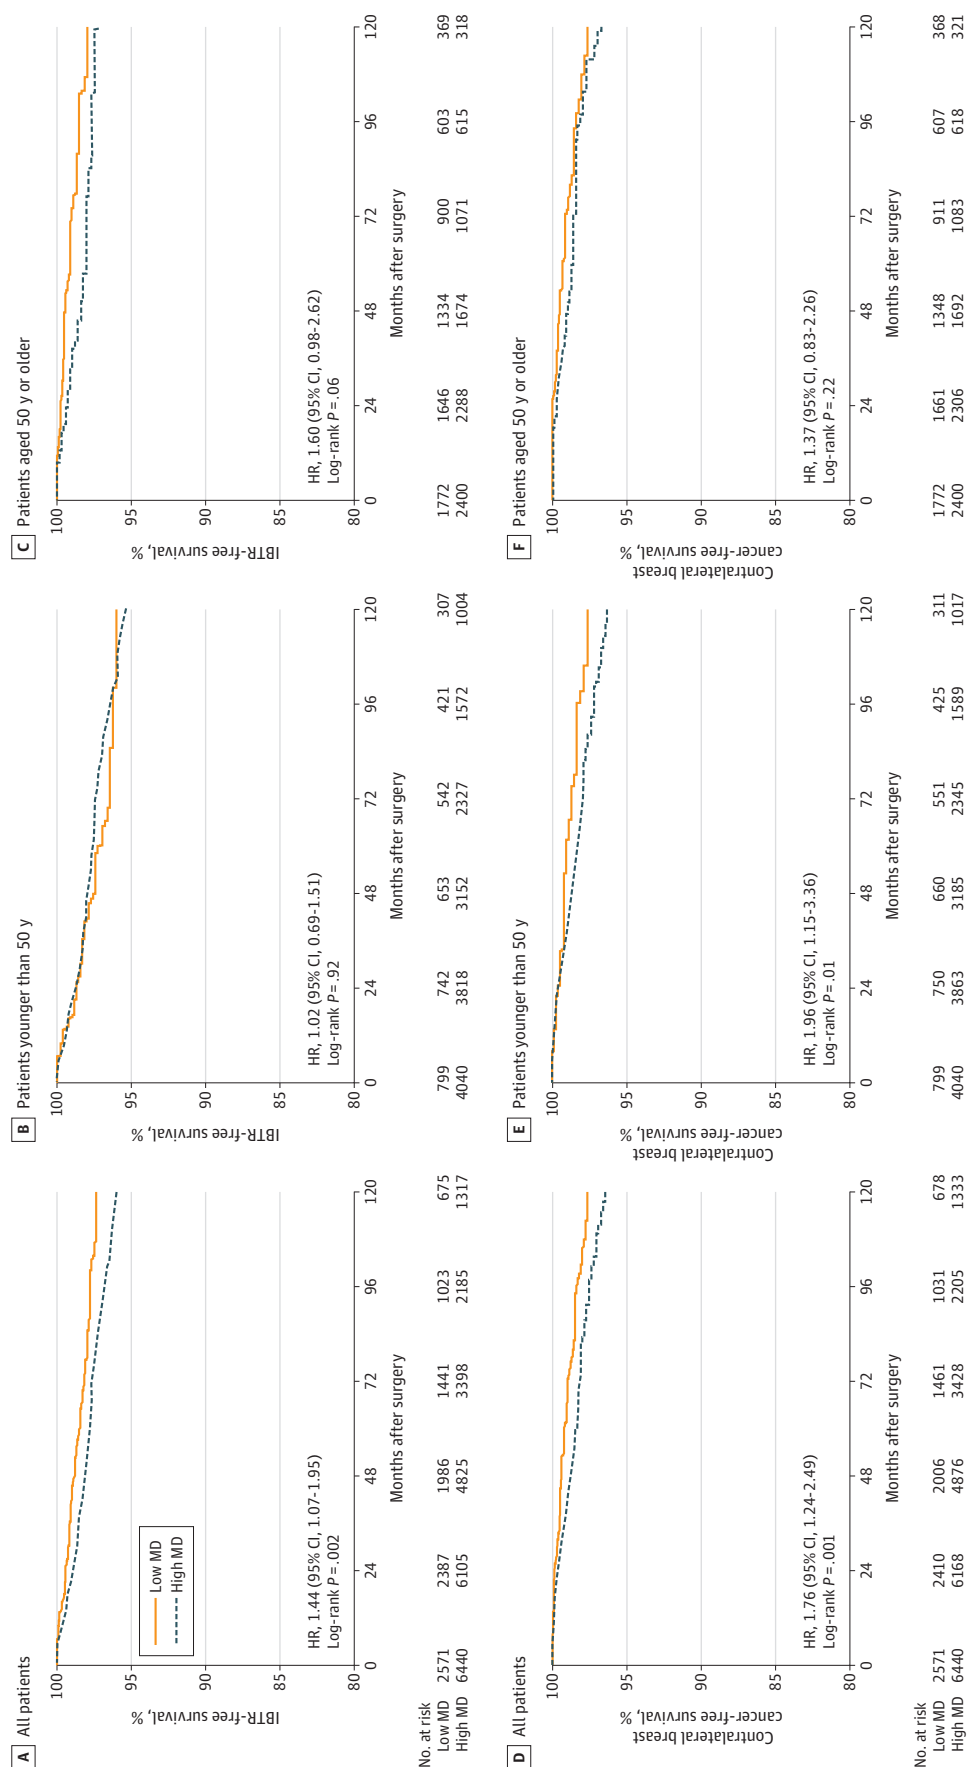 A All patients
IBTR-free survival, %
100
95
90
85
80
Low MD
High MD
HR, 1.44 (95% CI, 1.07-1.95)
Log-rank P = .002
0 24 48 72 96 120
Months after surgery
No. at risk
Low MD 2571 2387 1986 1441 1023 675
High MD 6440 6105 4825 3398 2185 1317
B Patients younger than 50 y
IBTR-free survival, %
100
95
90
85
80
HR, 1.02 (95% CI, 0.69-1.51)
Log-rank P = .92
0 24 48 72 96 120
Months after surgery
799 742 653 542 421 307
4040 3818 3152 2327 1572 1004
C Patients aged 50 y or older
IBTR-free survival, %
100
95
90
85
80
HR, 1.60 (95% CI, 0.98-2.62)
Log-rank P = .06
0 24 48 72 96 120
Months after surgery
1772 1646 1334 900 603 369
2400 2288 1674 1071 615 318
D All patients
Contralateral breast
cancer-free survival, %
100
95
90
85
80
HR, 1.76 (95% CI, 1.24-2.49)
Log-rank P = .001
0 24 48 72 96 120
Months after surgery
No. at risk
Low MD 2571 2410 2006 1461 1031 678
High MD 6440 6168 4876 3428 2205 1333
E Patients younger than 50 y
Contralateral breast
cancer-free survival, %
100
95
90
85
80
HR, 1.96 (95% CI, 1.15-3.36)
Log-rank P = .01
0 24 48 72 96 120
Months after surgery
799 750 660 551 425 311
4040 3863 3185 2345 1589 1017
F Patients aged 50 y or older
Contralateral breast
cancer-free survival, %
100
95
90
85
80
HR, 1.37 (95% CI, 0.83-2.26)
Log-rank P = .22
0 24 48 72 96 120
Months after surgery
1772 1661 1348 911 607 368
2400 2306 1692 1083 618 321